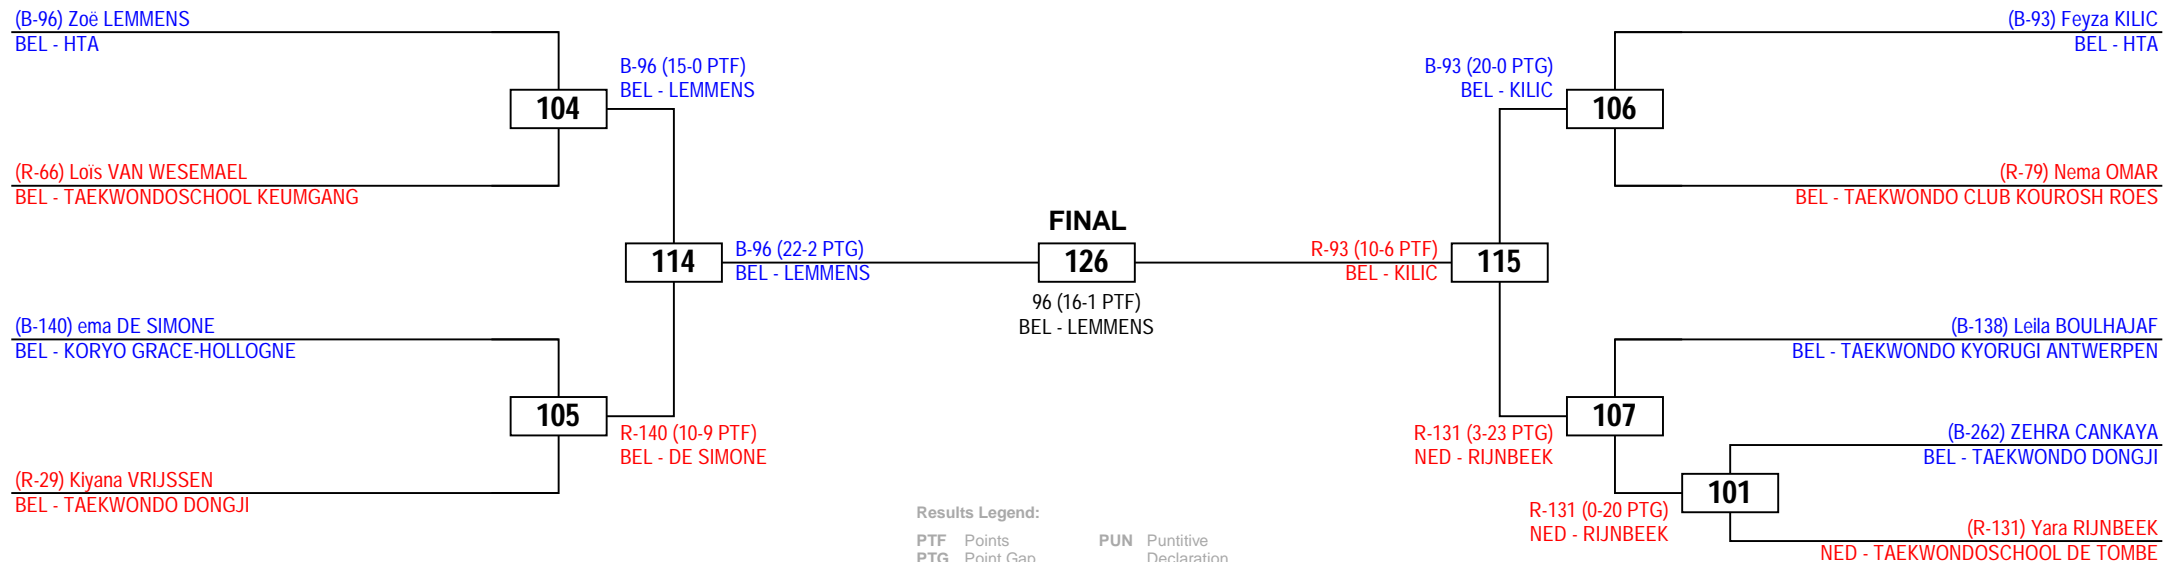 (B-96) Zoë LEMMENS
BEL - HTA
B-96 (15-0 PTF)
BEL - LEMMENS
104
(R-66) Loïs VAN WESEMAEL
BEL - TAEKWONDOSCHOOL KEUMGANG
114
B-96 (22-2 PTG)
BEL - LEMMENS
(B-140) ema DE SIMONE
BEL - KORYO GRACE-HOLLOGNE
105
R-140 (10-9 PTF)
BEL - DE SIMONE
(R-29) Kiyana VRIJSSEN
BEL - TAEKWONDO DONGJI
FINAL
126
96 (16-1 PTF)
BEL - LEMMENS
(B-93) Feyza KILIC
BEL - HTA
B-93 (20-0 PTG)
BEL - KILIC
106
(R-79) Nema OMAR
BEL - TAEKWONDO CLUB KOUROSH ROES
R-93 (10-6 PTF)
BEL - KILIC
115
(B-138) Leila BOULHAJAF
BEL - TAEKWONDO KYORUGI ANTWERPEN
107
R-131 (3-23 PTG)
NED - RIJNBEEK
(B-262) ZEHRA CANKAYA
BEL - TAEKWONDO DONGJI
101
R-131 (0-20 PTG)
NED - RIJNBEEK
(R-131) Yara RIJNBEEK
NED - TAEKWONDOSCHOOL DE TOMBE
Results Legend:
PTF Points PUN Puntitive
PTG Point Gap Declaration